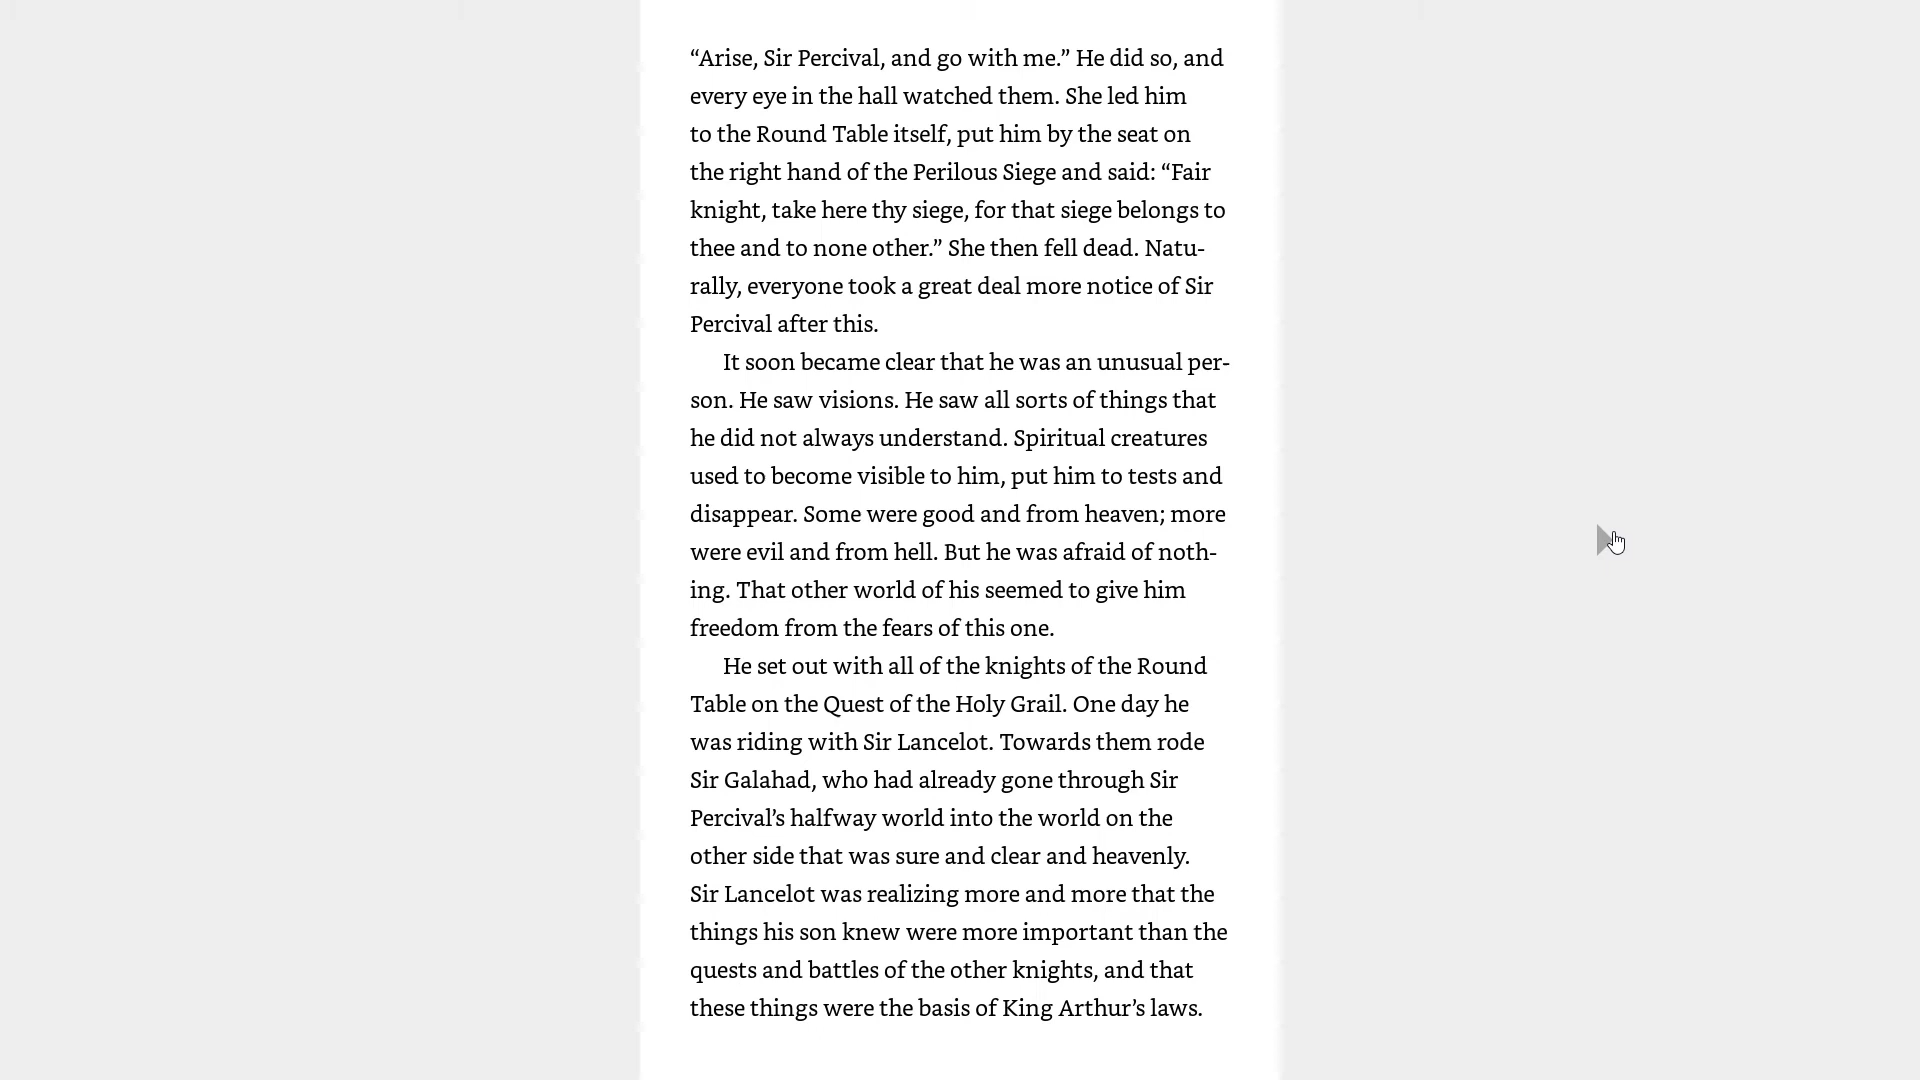 “Arise, Sir Percival, and go with me.” He did so, and
every eye in the hall watched them. She led him
to the Round Table itself, put him by the seat on
the right hand of the Perilous Siege and said: “Fair
knight, take here thy siege, for that siege belongs to
thee and to none other.” She then fell dead. Natu-
rally, everyone took a great deal more notice of Sir
Percival after this.
It soon became clear that he was an unusual per-
son. He saw visions. He saw all sorts of things that
he did not always understand. Spiritual creatures
used to become visible to him, put him to tests and
disappear. Some were good and from heaven; more
were evil and from hell. But he was afraid of noth-
ing. That other world of his seemed to give him
freedom from the fears of this one.
He set out with all of the knights of the Round
Table on the Quest of the Holy Grail. One day he
was riding with Sir Lancelot. Towards them rode
Sir Galahad, who had already gone through Sir
Percival’s halfway world into the world on the
other side that was sure and clear and heavenly.
Sir Lancelot was realizing more and more that the
things his son knew were more important than the
quests and battles of the other knights, and that
these things were the basis of King Arthur’s laws.